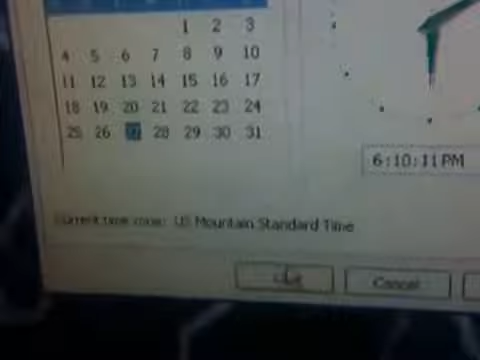 1 2 3
4 5 6 7 8 9 10
11 12 13 14 15 16 17
18 19 20 21 22 23 24
25 26 27 28 29 30 31
6:10:11 PM
Current time zone: US Mountain Standard Time
Cancel